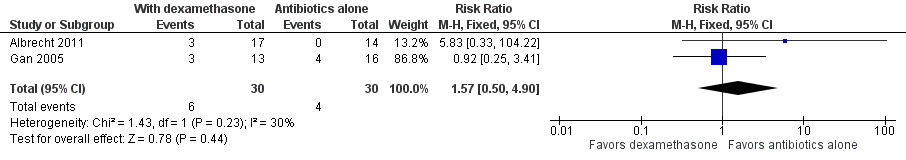 With dexamethasone Antibiotics alone Risk Ratio Risk Ratio
Study or Subgroup Events Total Events Total Weight M-H, Fixed, 95% CI M-H, Fixed, 95% CI
Albrecht 2011 3 17 0 14 13.2% 5.83 [0.33, 104.22]
Gan 2005 3 13 4 16 86.8% 0.92 [0.25, 3.41]
Total (95% CI) 30 30 100.0% 1.57 [0.50, 4.90]
Total events 6 4
Heterogeneity: Chi² = 1.43, df = 1 (P = 0.23); I² = 30%
Test for overall effect: Z = 0.78 (P = 0.44)
0.01 0.1 1 10 100
Favors dexamethasone Favors antibiotics alone